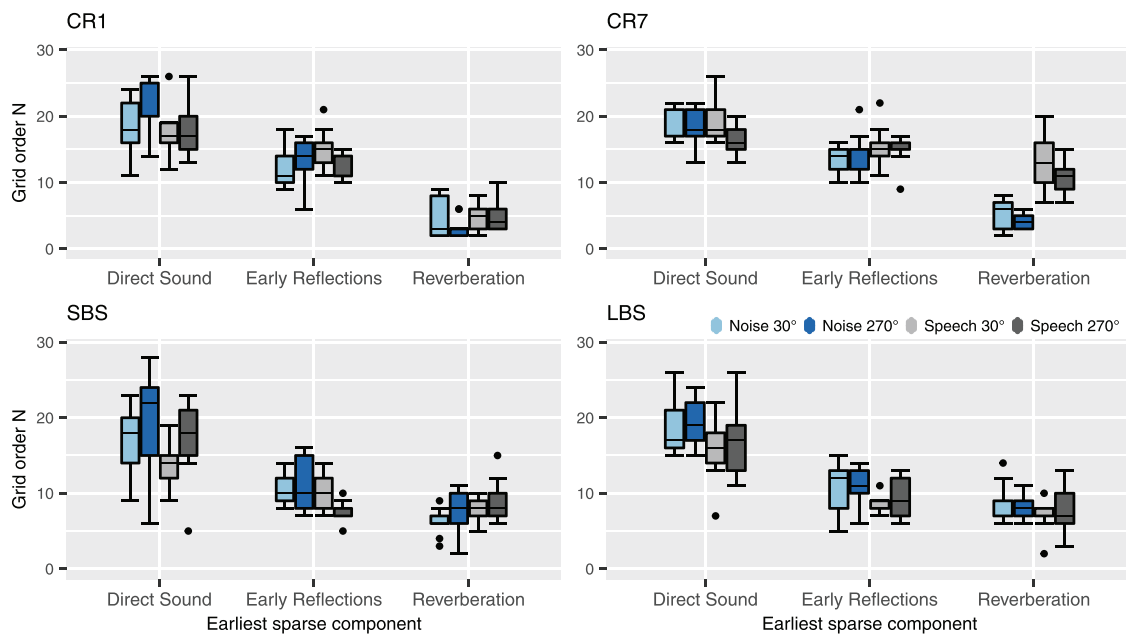 CR1
CR7
30
20
10
0
Grid order N
Direct Sound Early Reflections Reverberation
30
20
10
0
Direct Sound Early Reflections Reverberation
SBS
LBS
Noise 30° Noise 270° Speech 30° Speech 270°
30
20
10
0
Grid order N
Direct Sound Early Reflections Reverberation
Earliest sparse component
30
20
10
0
Direct Sound Early Reflections Reverberation
Earliest sparse component